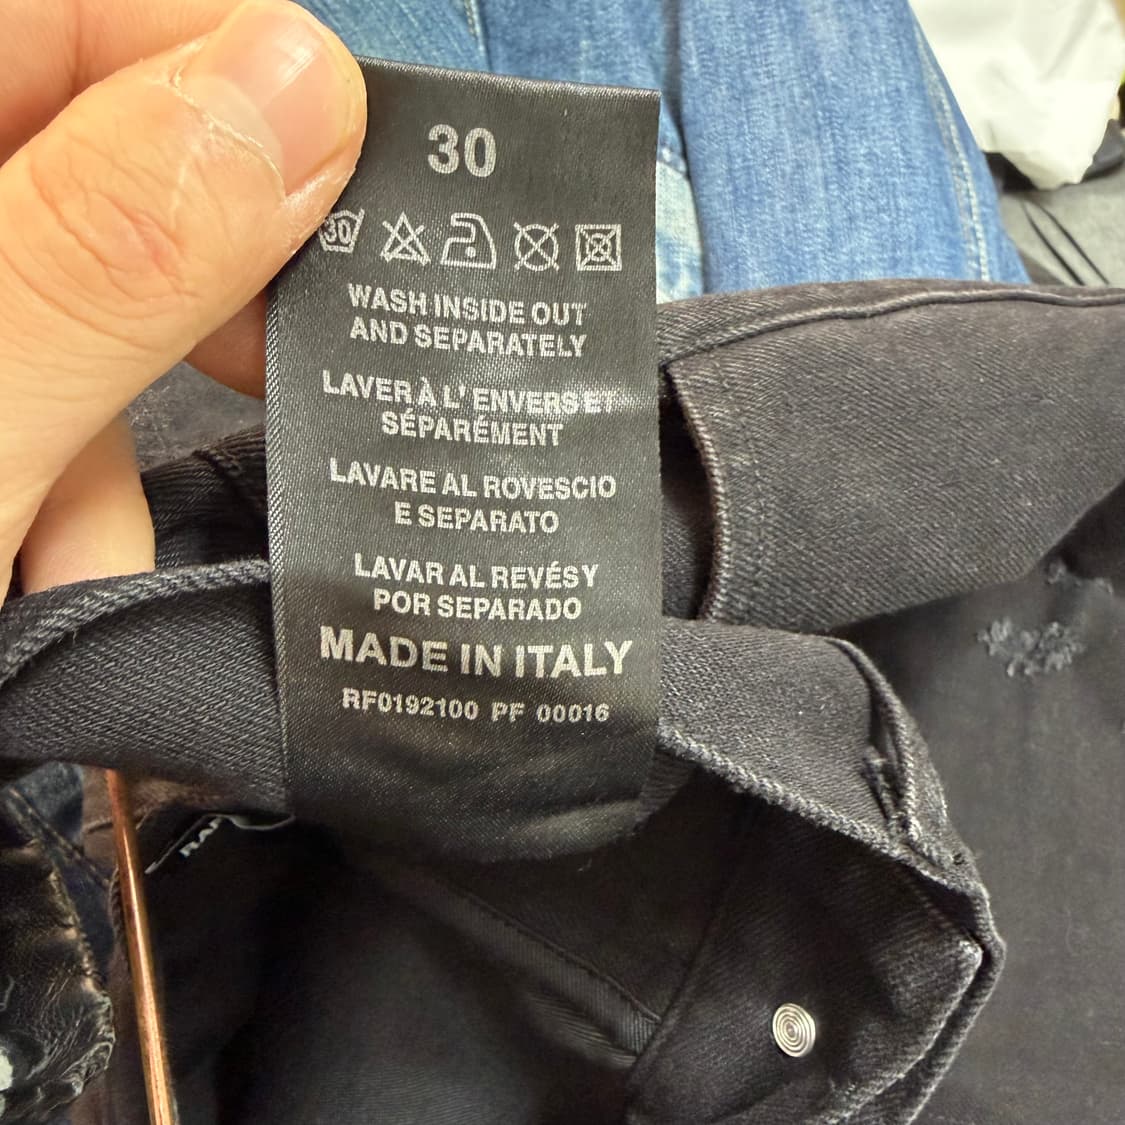 30
30
WASH INSIDE OUT
AND SEPARATELY
LAVER À L'ENVERS ET
SÉPARÉMENT
LAVARE AL ROVESCIO
E SEPARATO
LAVAR AL REVÉS Y
POR SEPARADO
MADE IN ITALY
RF0192100 PF 00016